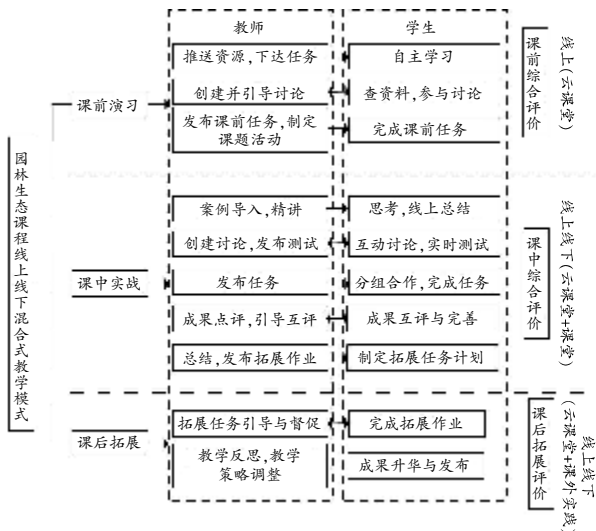 教师
学生
园林生态课程线上线下混合式教学模式
课前演习
推送资源,下达任务
自主学习
创建并引导讨论
查资料,参与讨论
发布课前任务,制定
课题活动
完成课前任务
课前综合评价
线上(云课堂)
课中实战
案例导入,精讲
思考,线上总结
创建讨论,发布测试
互动讨论,实时测试
发布任务
分组合作,完成任务
成果点评,引导互评
成果互评与完善
总结,发布拓展作业
制定拓展任务计划
课中综合评价
线上线下(云课堂+课堂)
课后拓展
拓展任务引导与督促
完成拓展作业
教学反思,教学
策略调整
成果升华与发布
课后拓展评价
线上线下
(云课堂+课外实践)